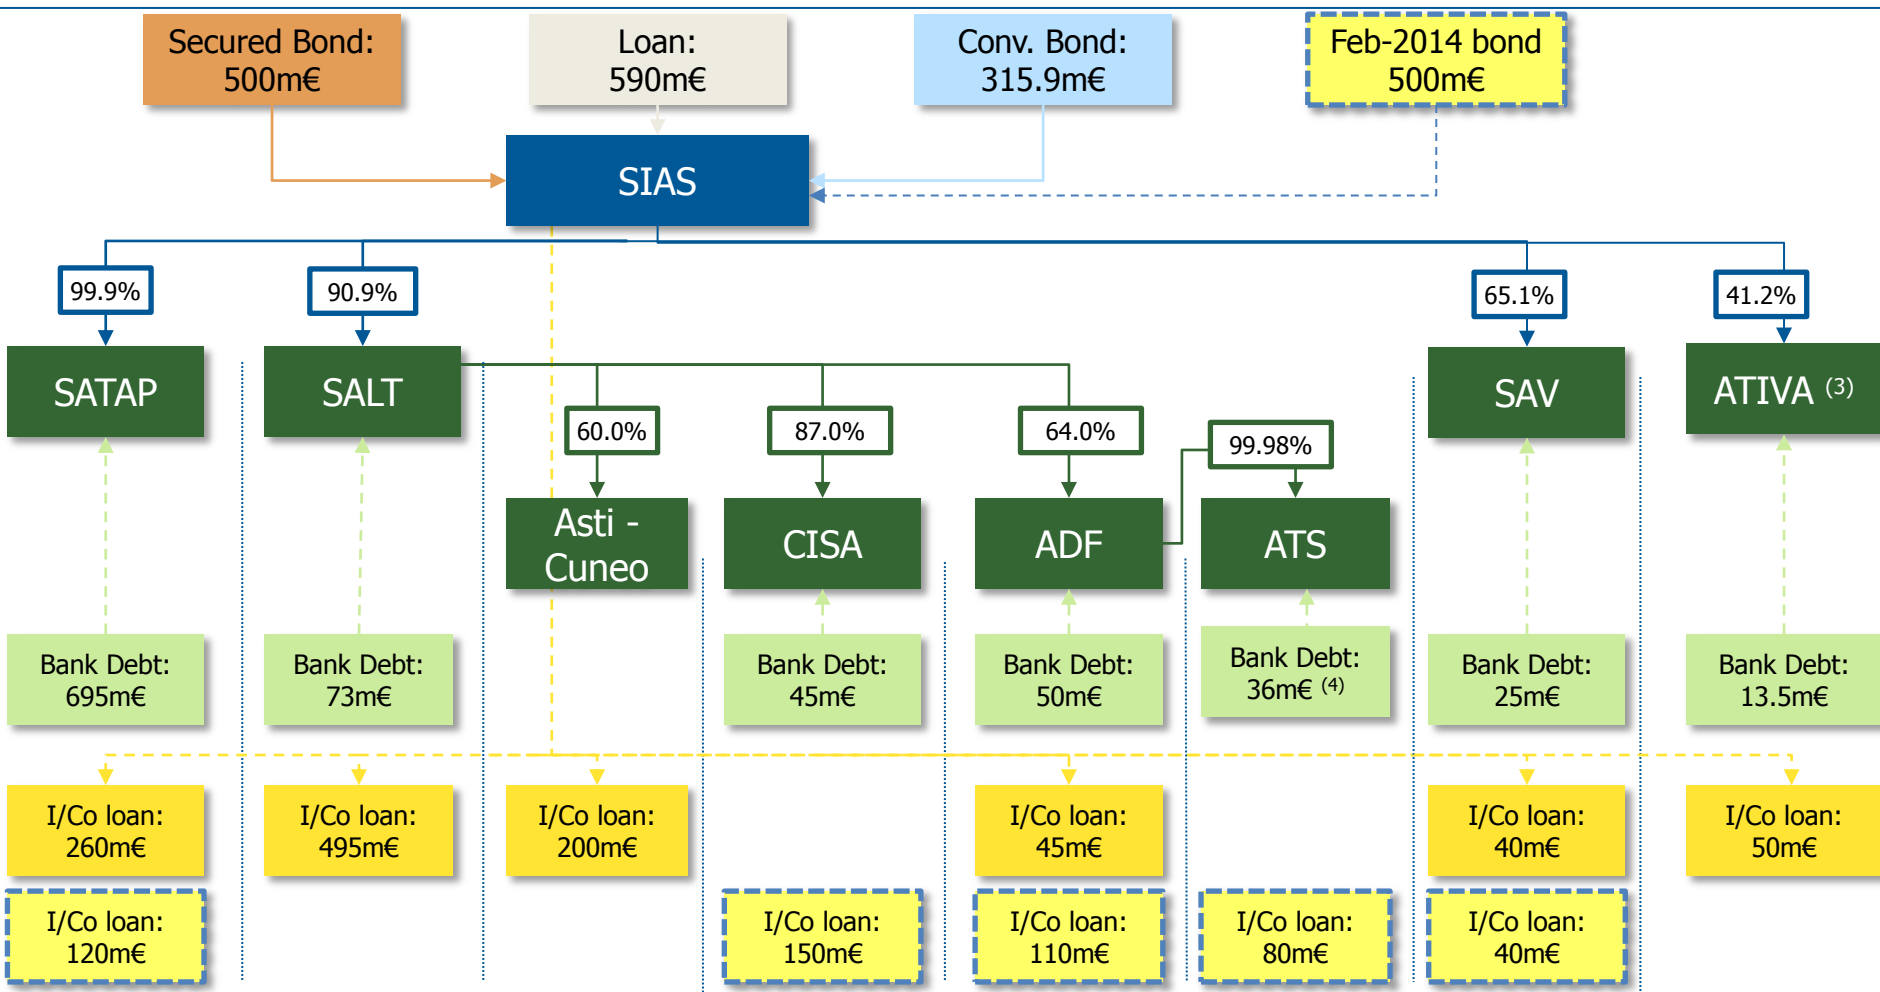 Secured Bond:
500m€
Loan:
590m€
Conv. Bond:
315.9m€
Feb-2014 bond
500m€
SIAS
99.9%
90.9%
65.1%
41.2%
SATAP
SALT
SAV
ATIVA (3)
60.0%
87.0%
64.0%
99.98%
Asti -
Cuneo
CISA
ADF
ATS
Bank Debt:
695m€
Bank Debt:
73m€
Bank Debt:
45m€
Bank Debt:
50m€
Bank Debt:
36m€ (4)
Bank Debt:
25m€
Bank Debt:
13.5m€
I/Co loan:
260m€
I/Co loan:
495m€
I/Co loan:
200m€
I/Co loan:
45m€
I/Co loan:
40m€
I/Co loan:
50m€
I/Co loan:
120m€
I/Co loan:
150m€
I/Co loan:
110m€
I/Co loan:
80m€
I/Co loan:
40m€